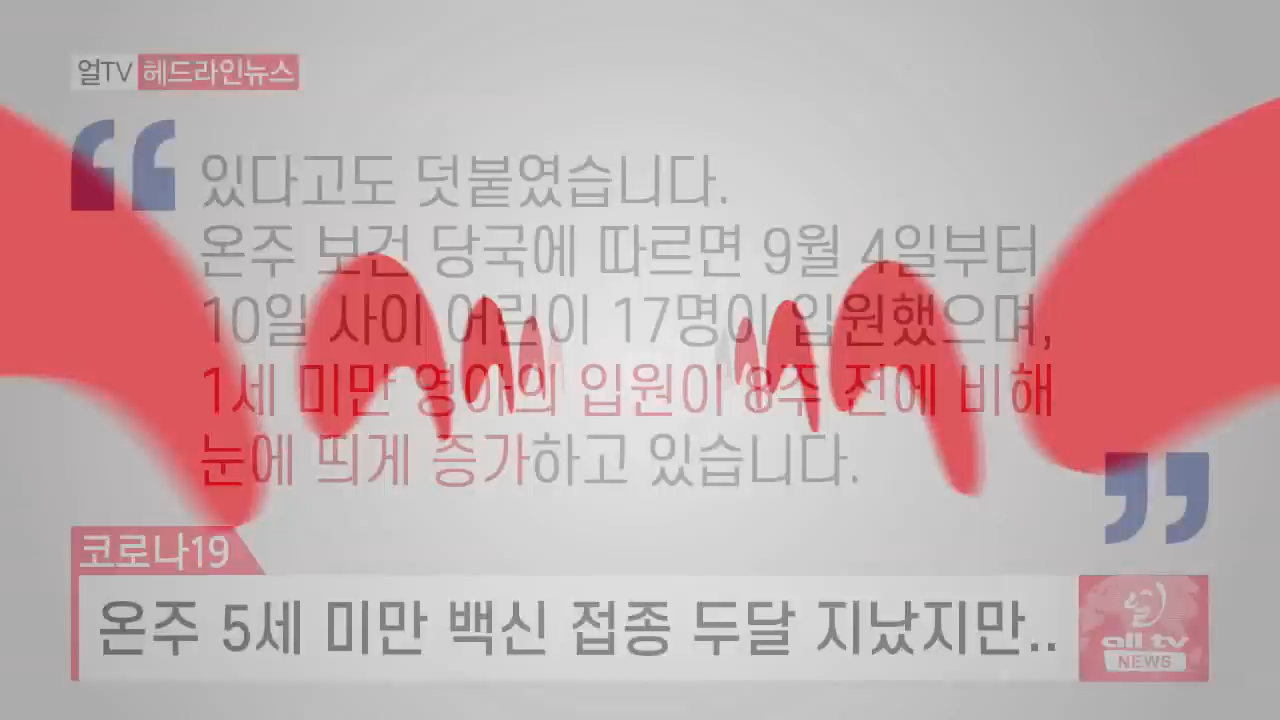 얼TV 헤드라인뉴스
“
있다고도 덧붙였습니다.
온주 보건 당국에 따르면 9월 4일부터
10일 사이 어린이 17명이 입원했으며,
1세 미만 영아의 입원이 8주 전에 비해
눈에 띄게 증가하고 있습니다.
”
코로나19
온주 5세 미만 백신 접종 두달 지났지만..
얼
all tv
NEWS